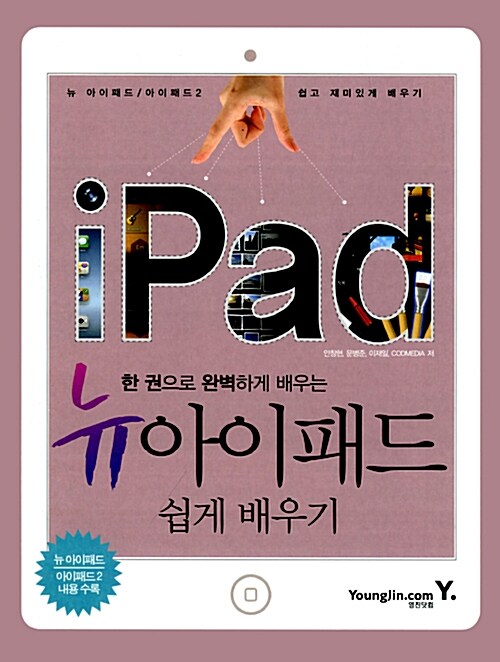 뉴 아이패드/아이패드2 쉽고 재미있게 배우기
iPad
안창현, 문병준, 이재일, CODMEDIA 저
한 권으로 완벽하게 배우는
뉴아이패드
쉽게 배우기
뉴 아이패드
아이패드2
내용 수록
YoungJin.com Y.
영진닷컴